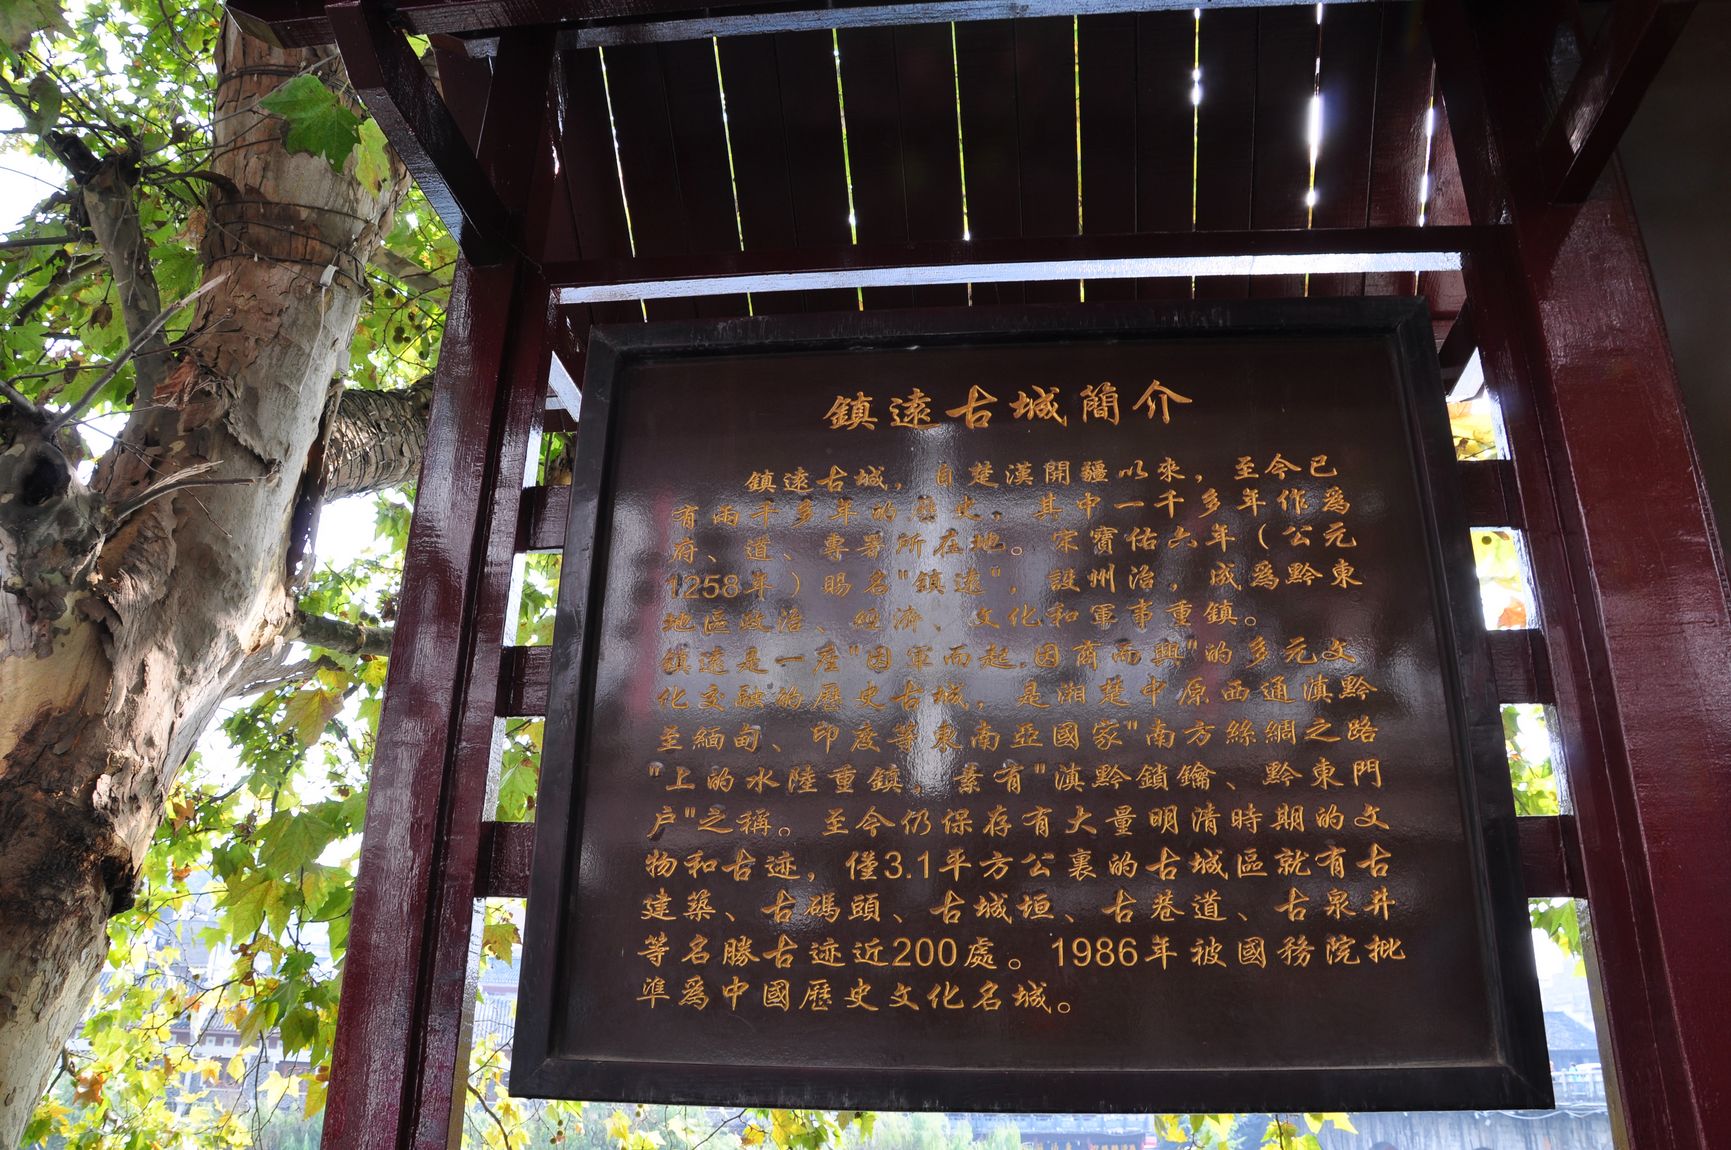 鎮遠古城簡介
鎮遠古城，自楚漢開疆以來，至今已
有兩千多年的歷史，其中一千多年作爲
府、道、專署所在地。宋寶佑六年（公元
1258年）賜名"鎮遠"，設州治，成爲黔東
地區政治、經濟、文化和軍事重鎮。
鎮遠是一座"因軍而起,因商而興"的多元文
化交融的歷史古城，是湘楚中原西通滇黔
至緬甸、印度等東南亞國家"南方絲綢之路
"上的水陸重鎮，素有"滇黔鎖鑰、黔東門
户"之稱。至今仍保存有大量明清時期的文
物和古迹，僅3.1平方公裏的古城區就有古
建築、古碼頭、古城垣、古巷道、古泉井
等名勝古迹近200處。1986年被國務院批
準爲中國歷史文化名城。